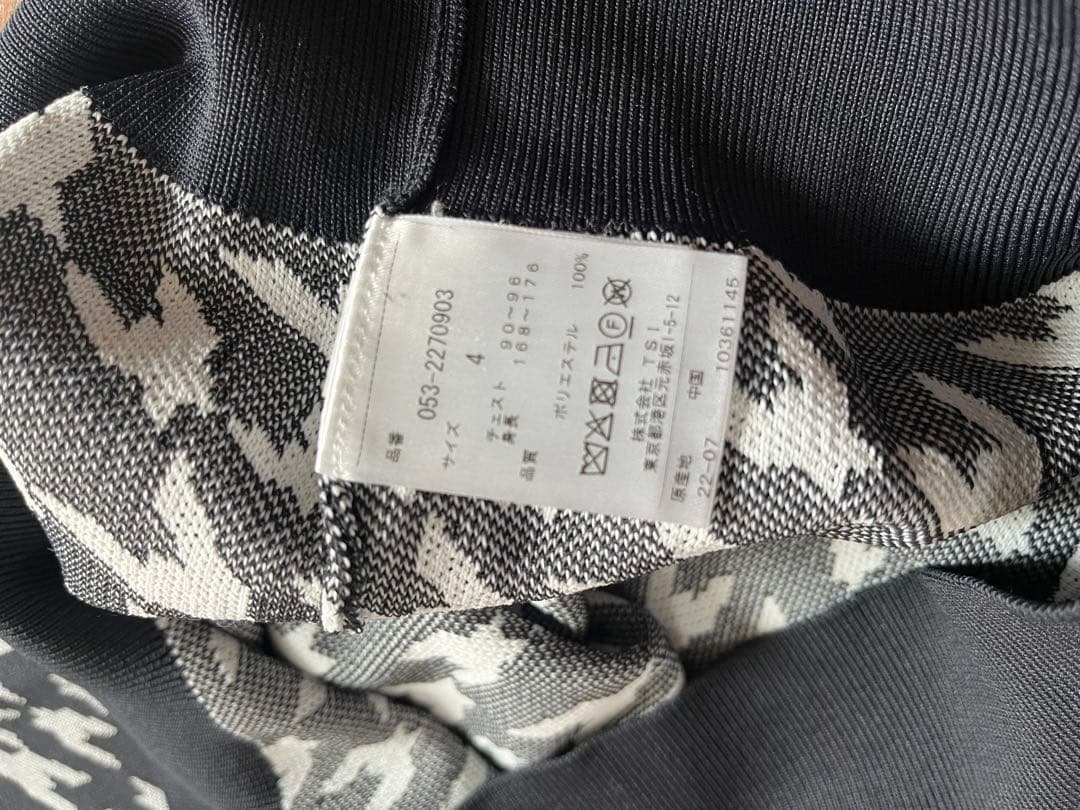 品番 053-2270903
サイズ 4
チェスト 90~96
身長 168~176
品質 ポリエステル 100%
F
株式会社 TSI
東京都港区元赤坂1-5-12
原産地 中国
22-07 10361145